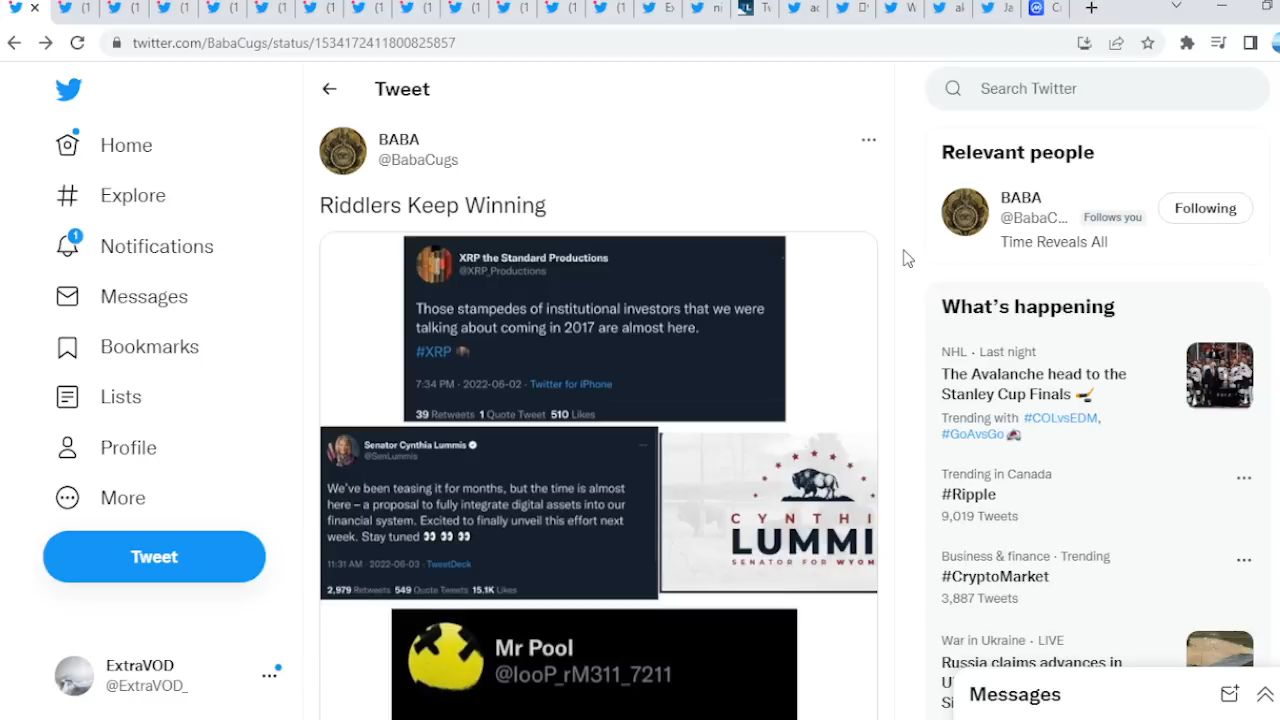 twitter.com/BabaCugs/status/1534172411800825857
Home
Explore
Notifications
1
Messages
Bookmarks
Lists
Profile
More
Tweet
ExtraVOD
@ExtraVOD_
Tweet
BABA
@BabaCugs
Riddlers Keep Winning
XRP the Standard Productions
@XRP_Productions
Those stampedes of institutional investors that we were
talking about coming in 2017 are almost here.
#XRP
7:34 PM · 2022-06-02 · Twitter for iPhone
39 Retweets 1 Quote Tweet 510 Likes
Senator Cynthia Lummis
@SenLummis
We've been teasing it for months, but the time is almost
here – a proposal to fully integrate digital assets into our
financial system. Excited to finally unveil this effort next
week. Stay tuned 👀 👀 👀
11:31 AM · 2022-06-03 · TweetDeck
2,979 Retweets 549 Quote Tweets 15.1K Likes
CYNTHI
LUMMI
SENATOR FOR WYOM
Mr Pool
@looP_rM311_7211
Search Twitter
Relevant people
BABA
@BabaC... Follows you
Following
Time Reveals All
What's happening
NHL · Last night
The Avalanche head to the
Stanley Cup Finals 🏒
Trending with #COLvsEDM,
#GoAvsGo
Trending in Canada
#Ripple
9,019 Tweets
Business & finance · Trending
#CryptoMarket
3,887 Tweets
War in Ukraine · LIVE
Russia claims advances in
Messages